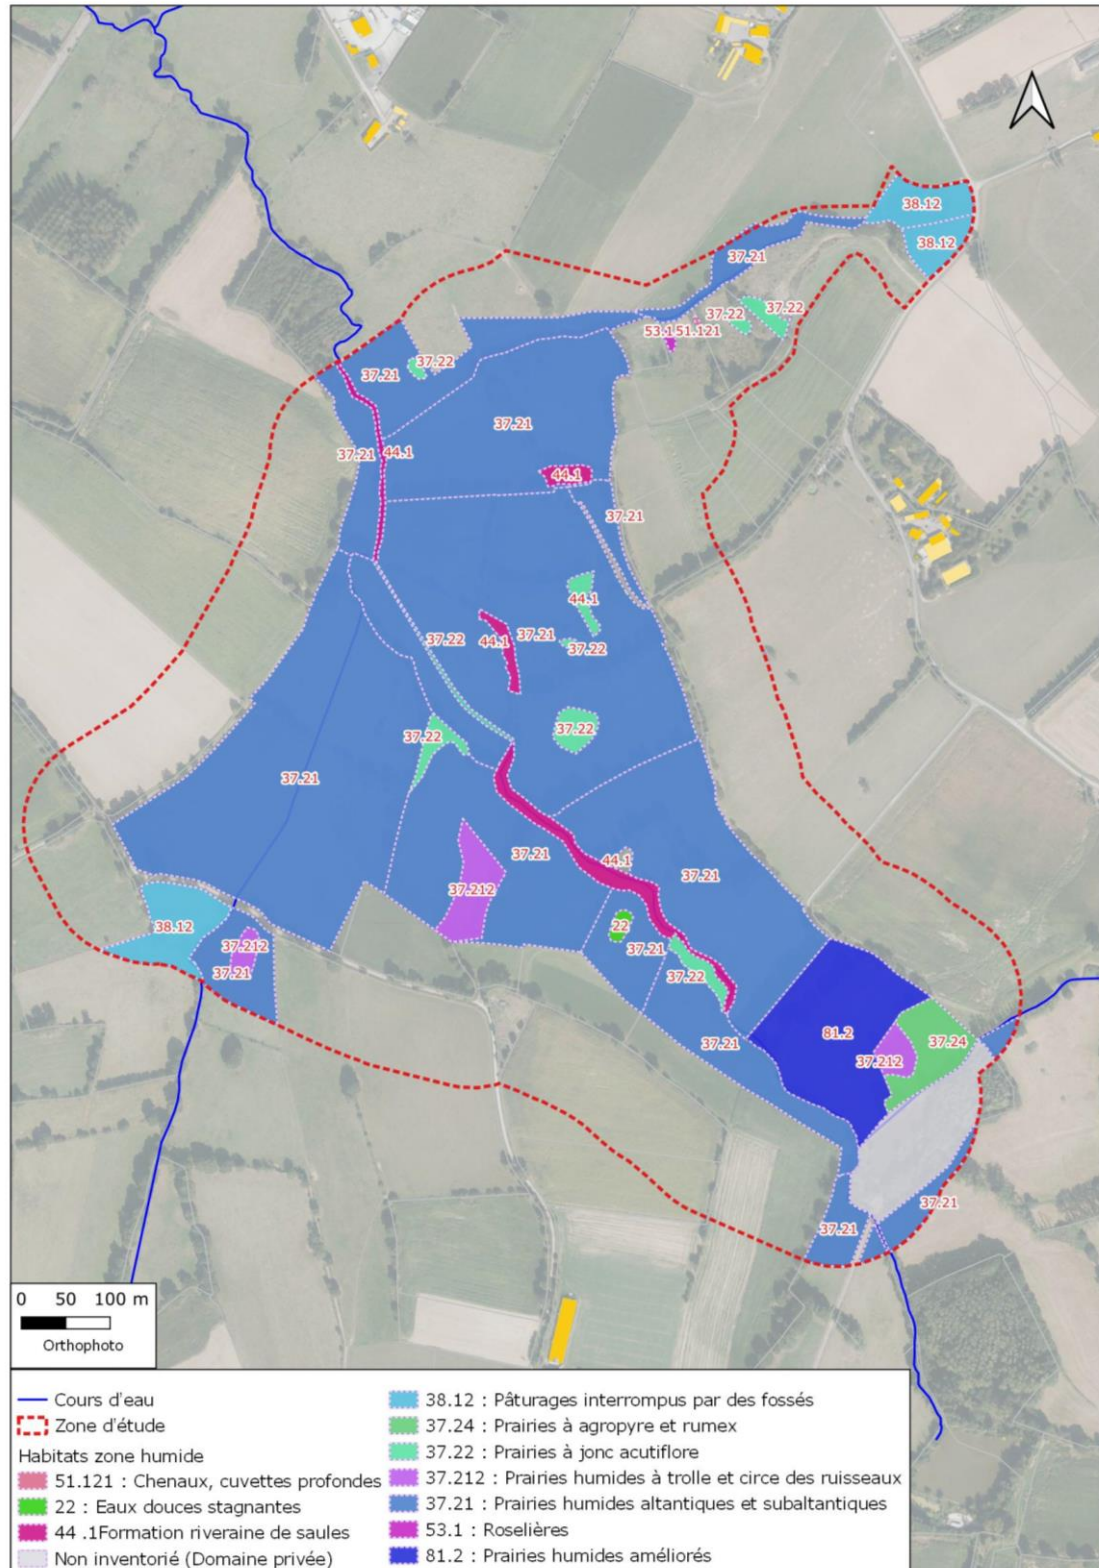 38.12
38.12
37.21
37.22
37.22
53.1
51.121
37.22
37.21
37.21
37.21
44.1
44.1
37.21
44.1
37.22
44.1
37.21
37.22
37.22
37.22
37.21
37.21
44.1
37.21
37.212
22
37.21
38.12
37.212
37.21
37.22
37.21
81.2
37.24
37.212
37.21
37.21
0 50 100 m
Orthophoto
Cours d'eau
Zone d'étude
Habitats zone humide
51.121 : Chenaux, cuvettes profondes
22 : Eaux douces stagnantes
44 .1Formation riveraine de saules
Non inventorié (Domaine privée)
38.12 : Pâturages interrompus par des fossés
37.24 : Prairies à agropyre et rumex
37.22 : Prairies à jonc acutiflore
37.212 : Prairies humides à trolle et circe des ruisseaux
37.21 : Prairies humides altantiques et subaltantiques
53.1 : Roselières
81.2 : Prairies humides améliorés